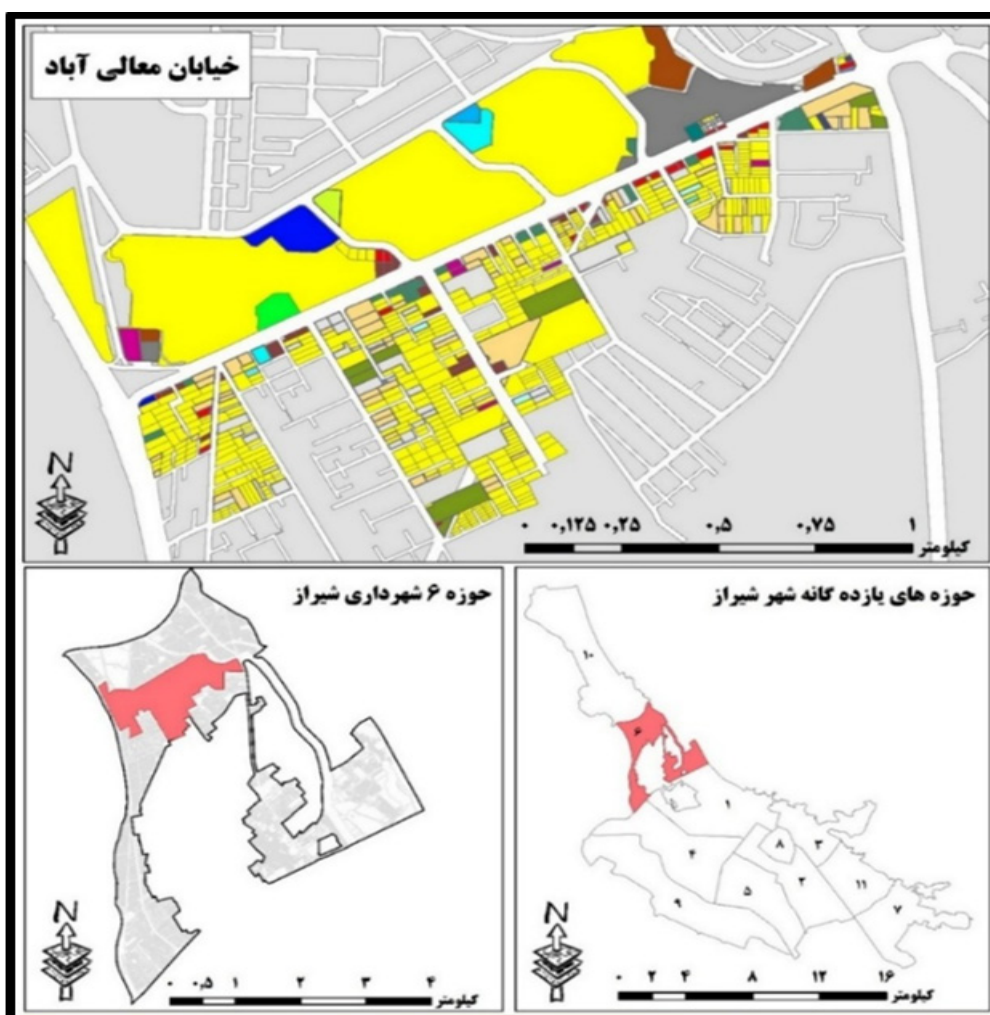 خیابان معالی آباد
N
۰ ۰٫۱۲۵ ۰٫۲۵ ۰٫۵ ۰٫۷۵ ۱
کیلومتر
حوزه ۶ شهرداری شیراز
N
۰ ۰٫۵ ۱ ۲ ۳ ۴
کیلومتر
حوزه های یازده گانه شهر شیراز
۱۰
۶
۱
۸
۳
۴
۲
۱۱
۵
۹
۷
N
۰ ۲ ۴ ۸ ۱۲ ۱۶
کیلومتر